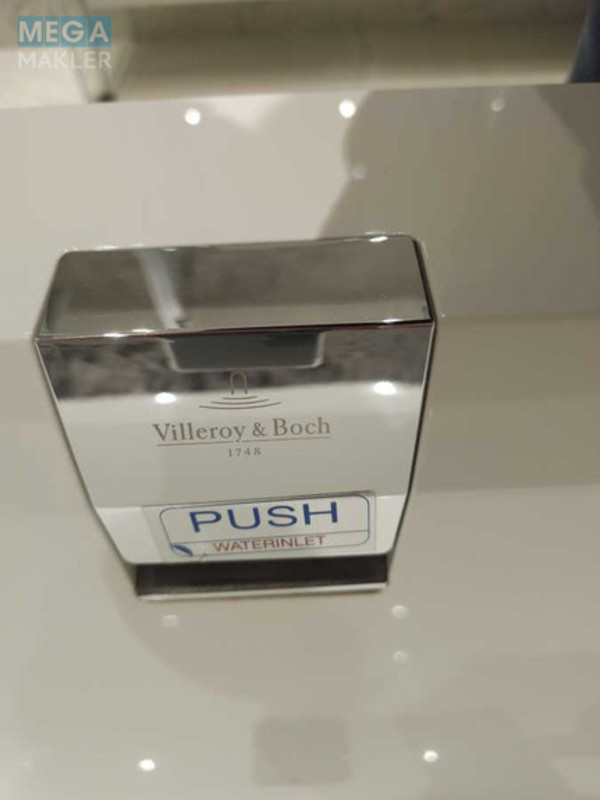 MEGA
MAKLER
Villeroy & Boch
1748
PUSH
WATERINLET